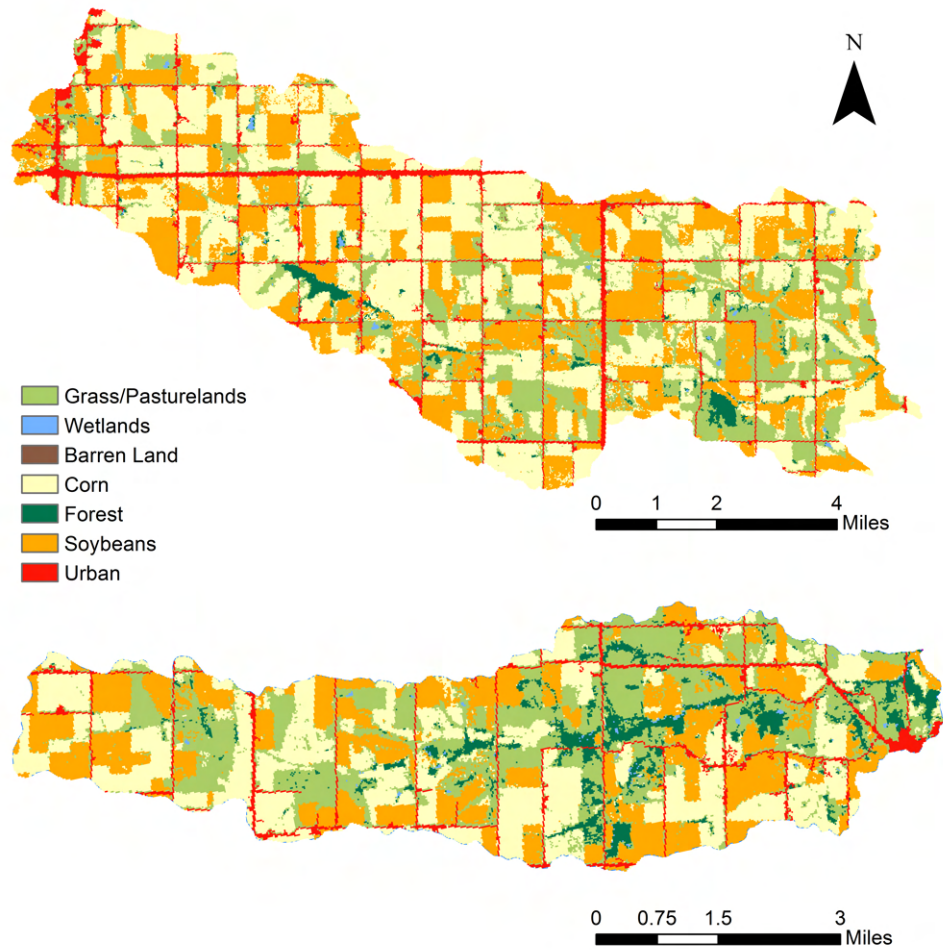 N
Grass/Pasturelands
Wetlands
Barren Land
Corn
Forest
Soybeans
Urban
0 1 2 4
Miles
0 0.75 1.5 3
Miles